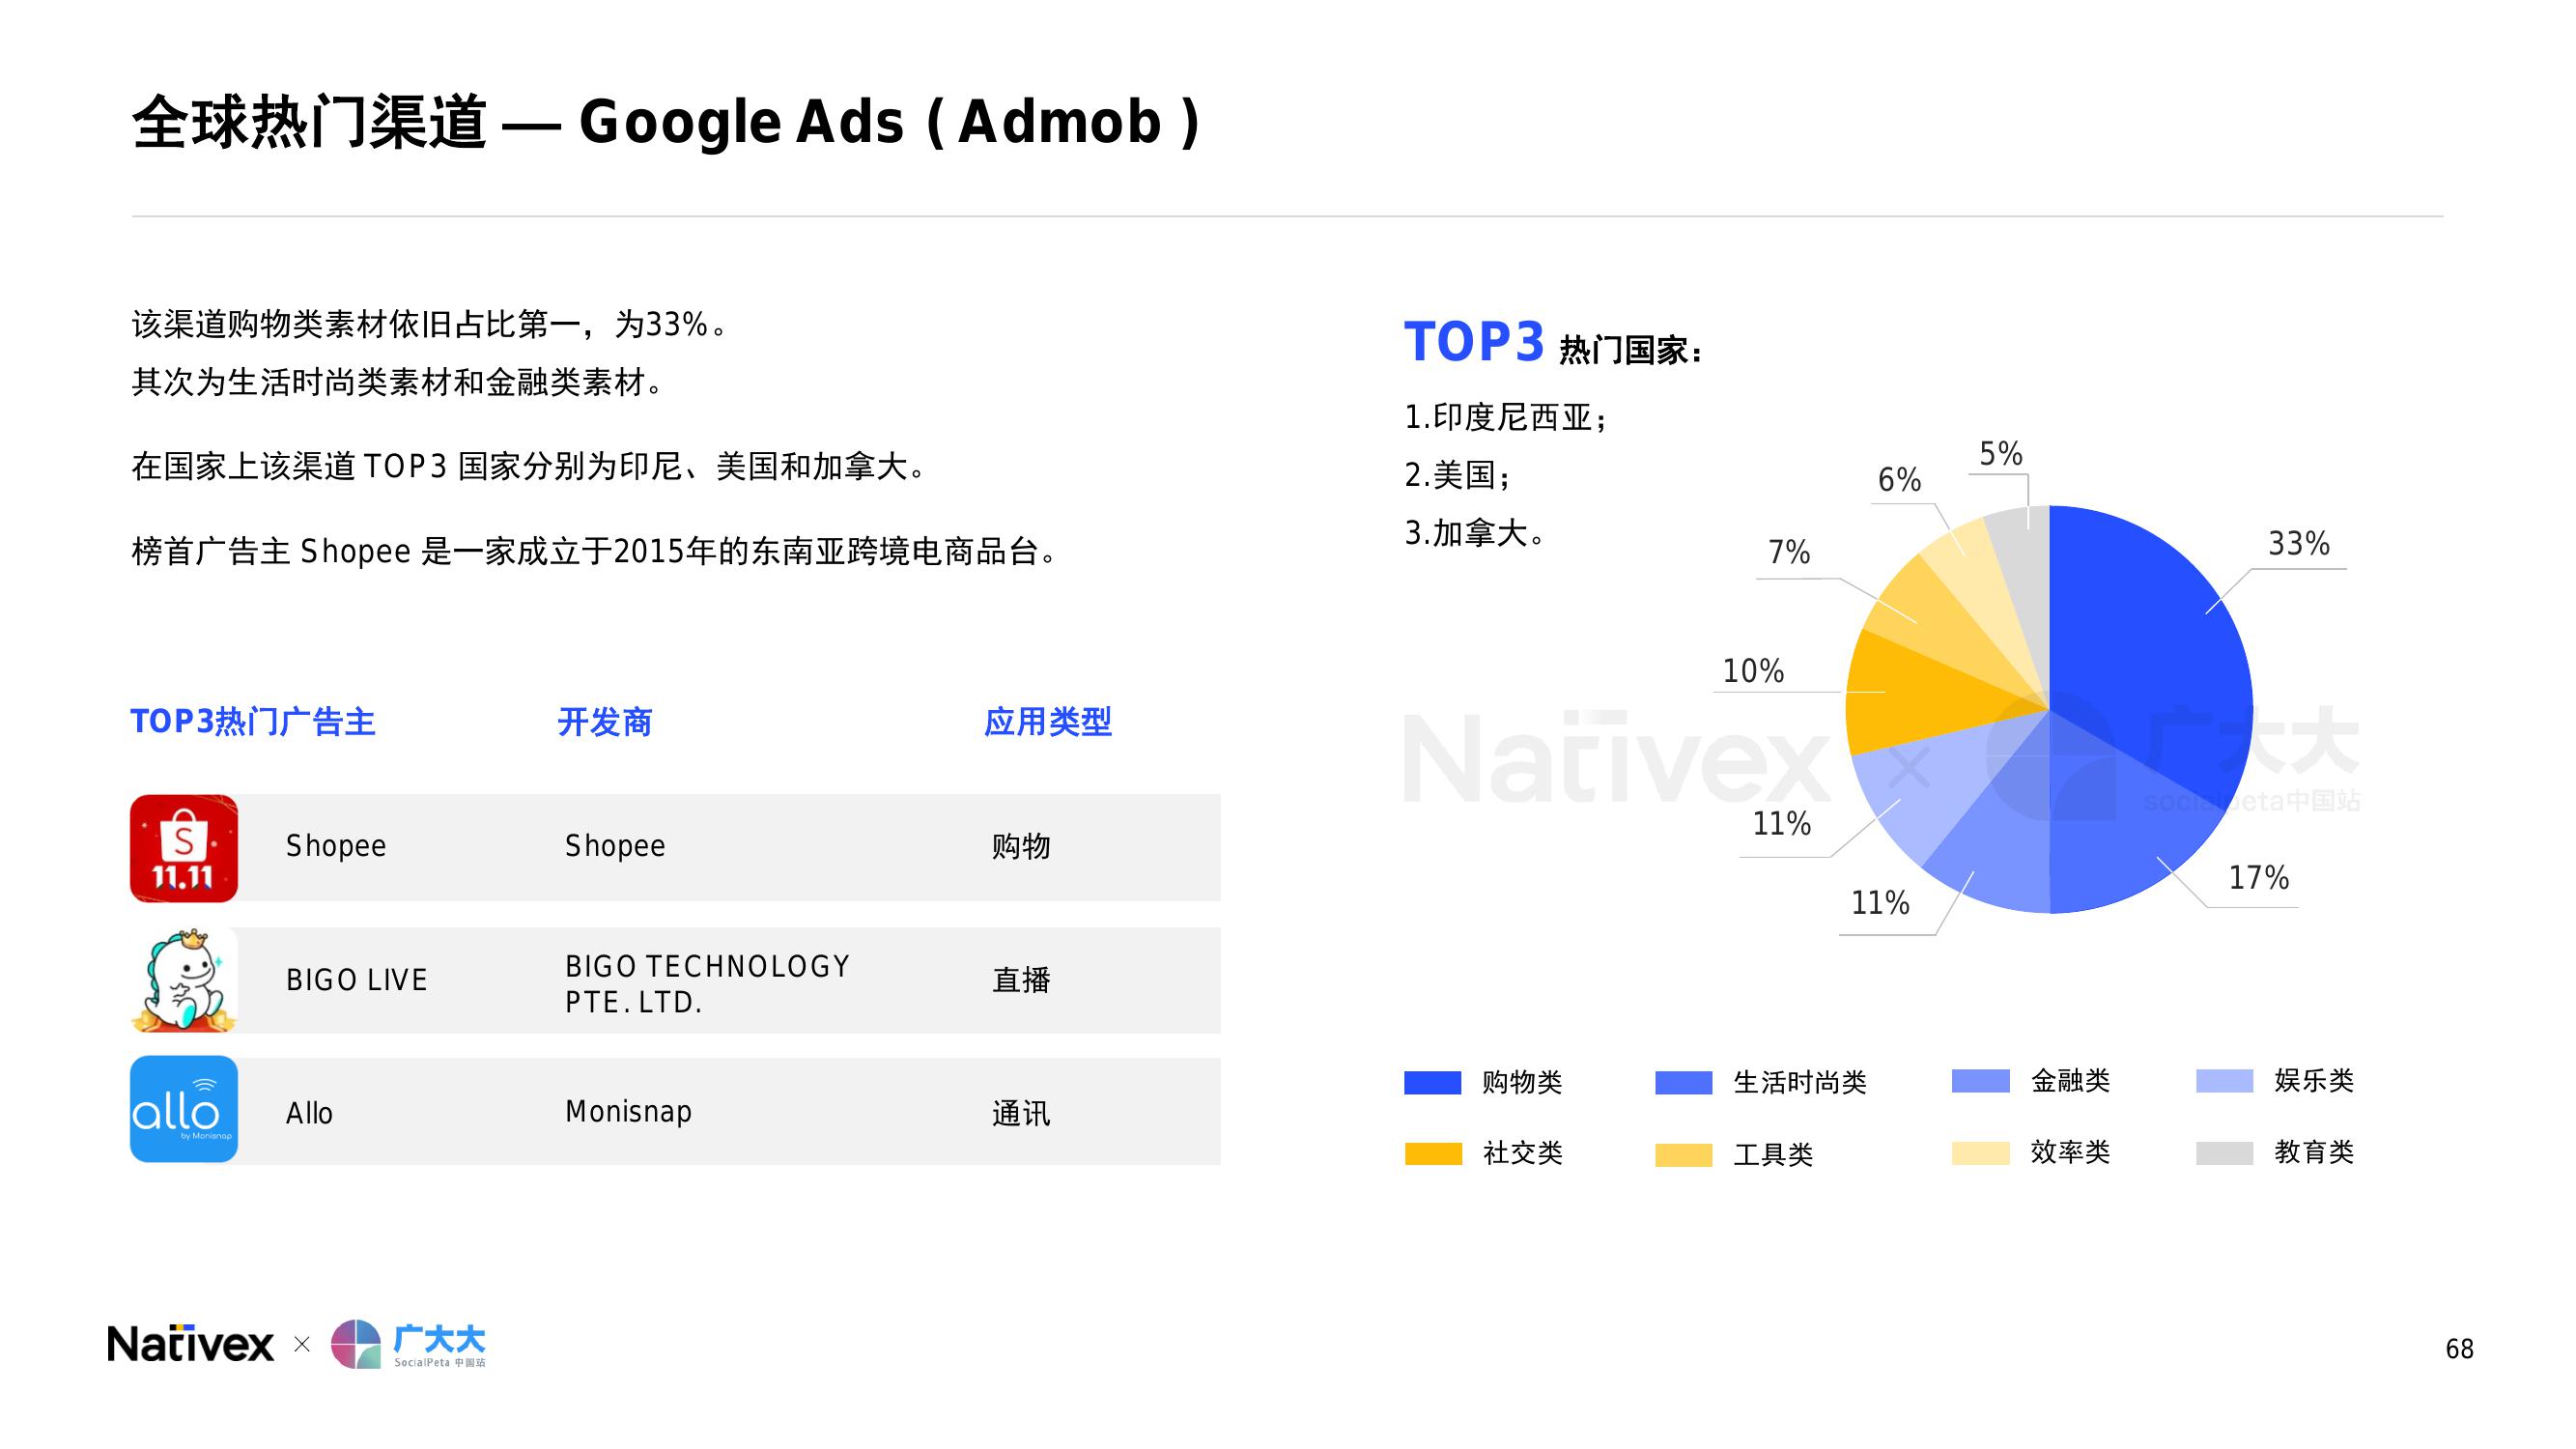 全球热门渠道 — Google Ads ( Admob )
该渠道购物类素材依旧占比第一，为33%。
其次为生活时尚类素材和金融类素材。
在国家上该渠道 TOP3 国家分别为印尼、美国和加拿大。
榜首广告主 Shopee 是一家成立于2015年的东南亚跨境电商品台。
TOP3热门广告主 开发商 应用类型
S
11.11
Shopee Shopee 购物
BIGO LIVE BIGO TECHNOLOGY PTE. LTD. 直播
allo
by Monisnap
Allo Monisnap 通讯
TOP3 热门国家：
1.印度尼西亚；
2.美国；
3.加拿大。
5%
6%
33%
7%
10%
11%
17%
11%
Nativex × 广大大
socialpeta中国站
购物类 生活时尚类 金融类 娱乐类
社交类 工具类 效率类 教育类
Nativex × 广大大
SocialPeta 中国站
68